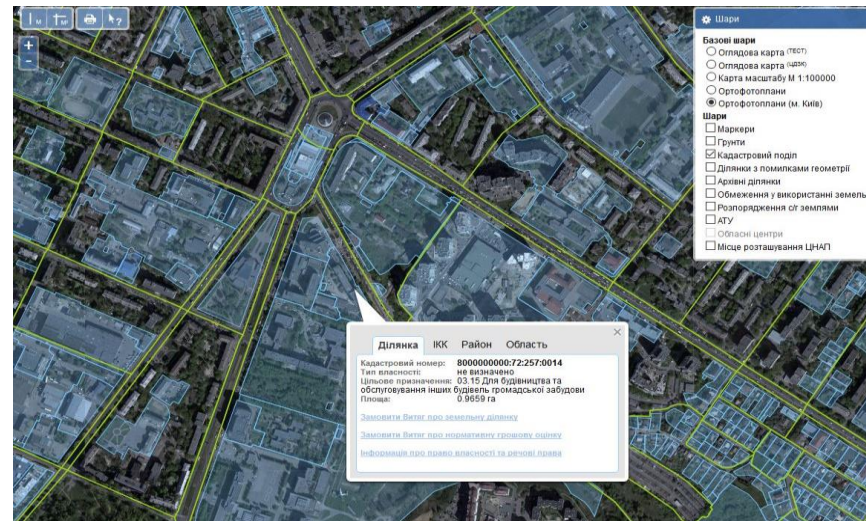 М
М²
?
+
-
Шари
Базові шари
Оглядова карта (ТЕСТ)
Оглядова карта (ЦДЗК)
Карта масштабу М 1:100000
Ортофотоплани
Ортофотоплани (м. Київ)
Шари
Маркери
Грунти
Кадастровий поділ
Ділянки з помилками геометрії
Архівні ділянки
Обмеження у використанні земель
Розпорядження с/г землями
АТУ
Обласні центри
Місце розташування ЦНАП
Ділянка ІКК Район Область
Кадастровий номер: 8000000000:72:257:0014
Тип власності: не визначено
Цільове призначення: 03.15 Для будівництва та
обслуговування інших будівель громадської забудови
Площа: 0.9659 га
Замовити Витяг про земельну ділянку
Замовити Витяг про нормативну грошову оцінку
Інформація про право власності та речові права